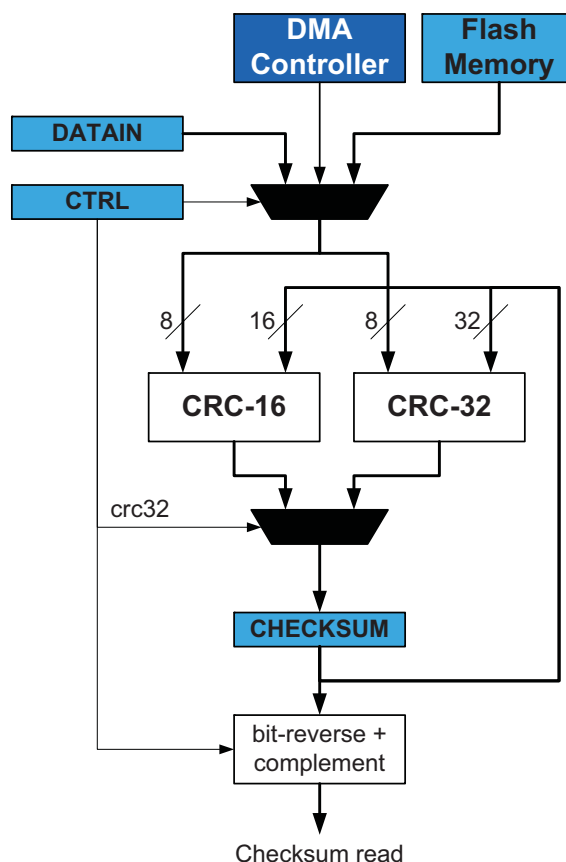 DMA
Controller
Flash
Memory
DATAIN
CTRL
8
16
8
32
CRC-16
CRC-32
crc32
CHECKSUM
bit-reverse +
complement
Checksum read